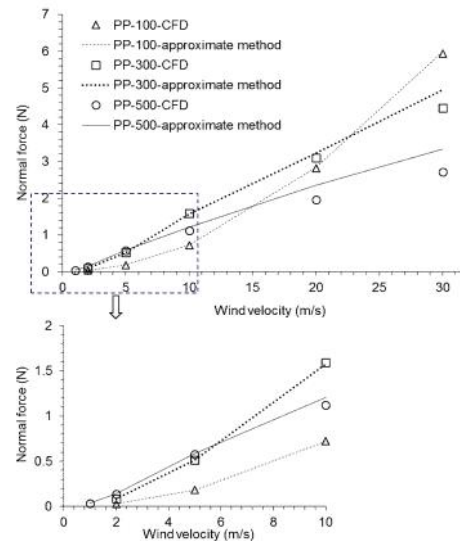 7
6
5
4
3
2
1
0
Normal force (N)
PP-100-CFD
PP-100-approximate method
PP-300-CFD
PP-300-approximate method
PP-500-CFD
PP-500-approximate method
0 5 10 15 20 25 30
Wind velocity (m/s)
2
1.5
1
0.5
0
Normal force (N)
0 2 4 6 8 10
Wind velocity (m/s)